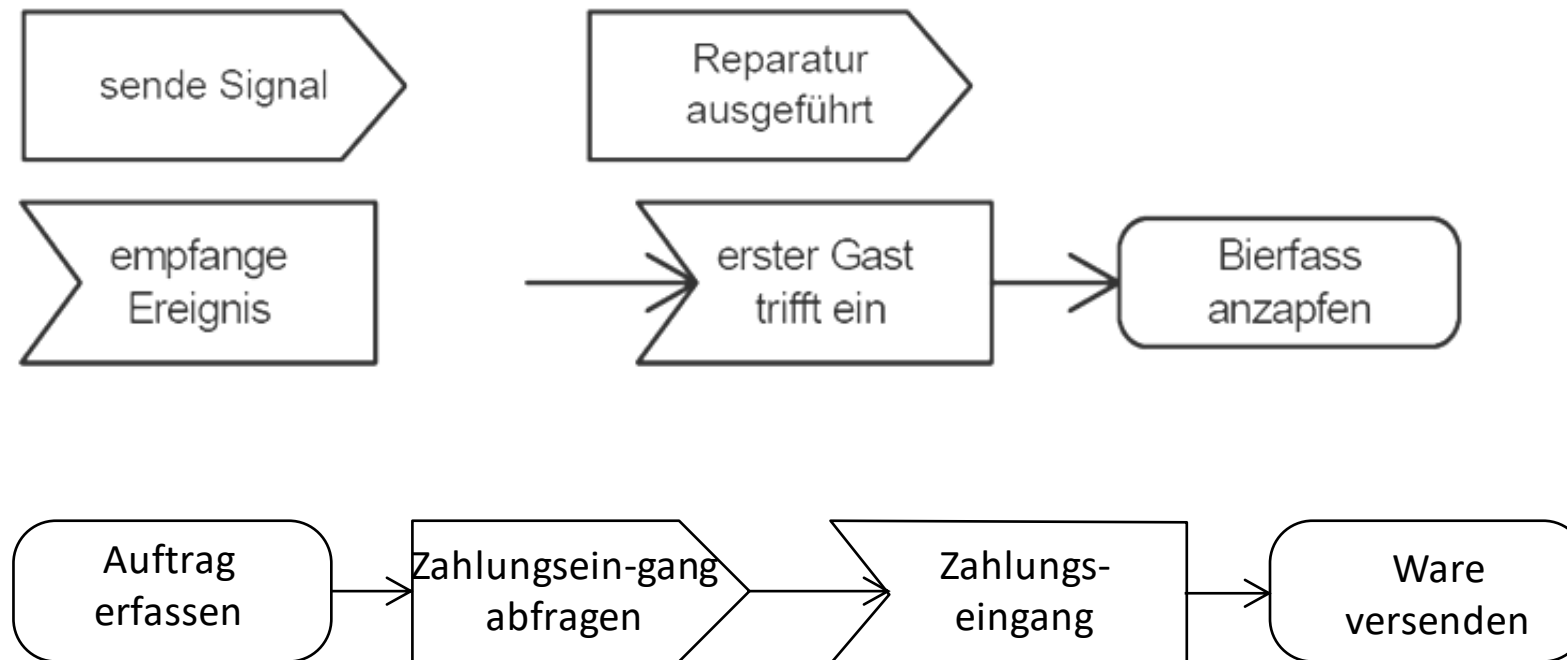 sende Signal
Reparatur
ausgeführt
empfange
Ereignis
erster Gast
trifft ein
Bierfass
anzapfen
Auftrag
erfassen
Zahlungsein-gang
abfragen
Zahlungs-
eingang
Ware
versenden